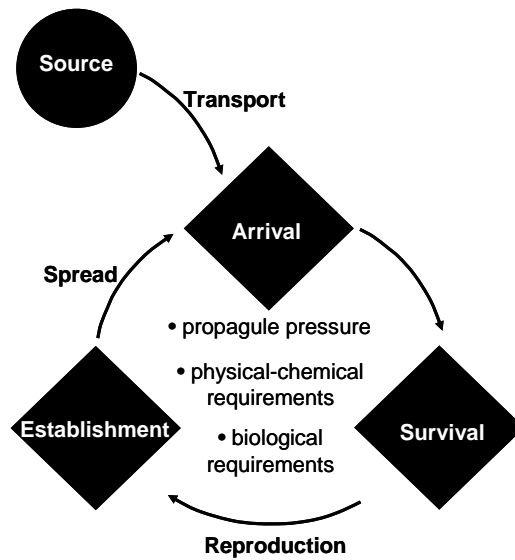 Source
Transport
Arrival
Spread
• propagule pressure
• physical-chemical
requirements
Establishment
Survival
• biological
requirements
Reproduction